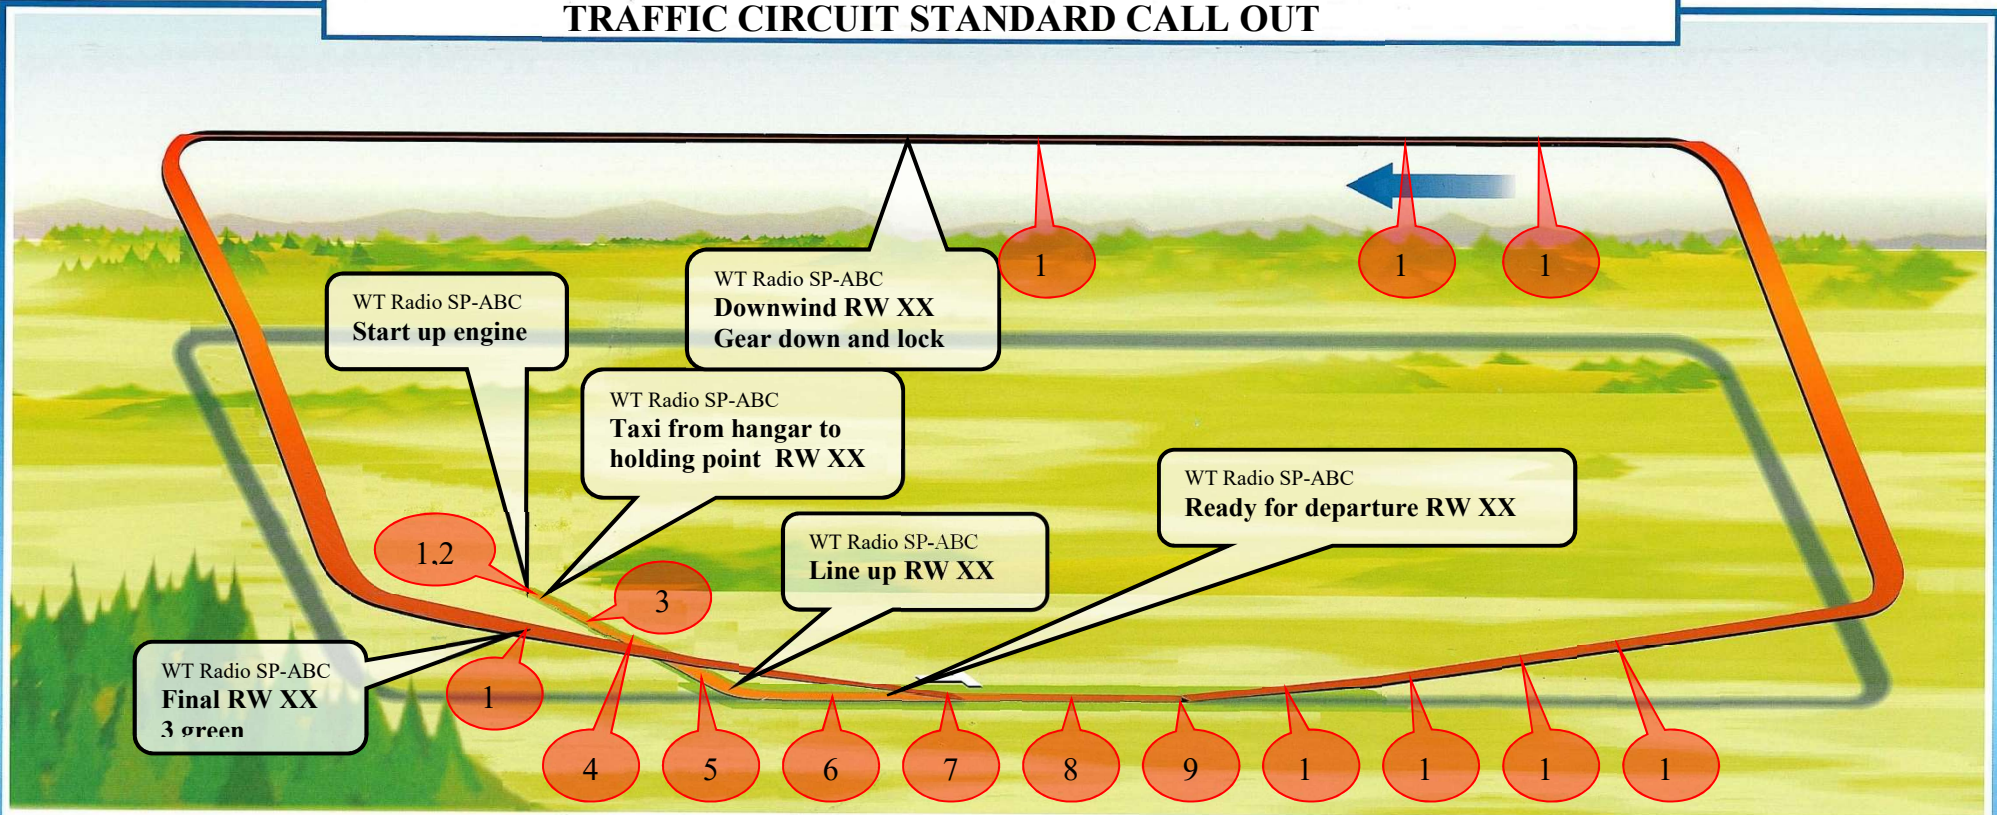 TRAFFIC CIRCUIT STANDARD CALL OUT
1
1
1
WT Radio SP-ABC
Downwind RW XX
Gear down and lock
WT Radio SP-ABC
Start up engine
WT Radio SP-ABC
Taxi from hangar to
holding point RW XX
WT Radio SP-ABC
Ready for departure RW XX
WT Radio SP-ABC
Line up RW XX
1,2
3
WT Radio SP-ABC
Final RW XX
3 green
1
4
5
6
7
8
9
1
1
1
1